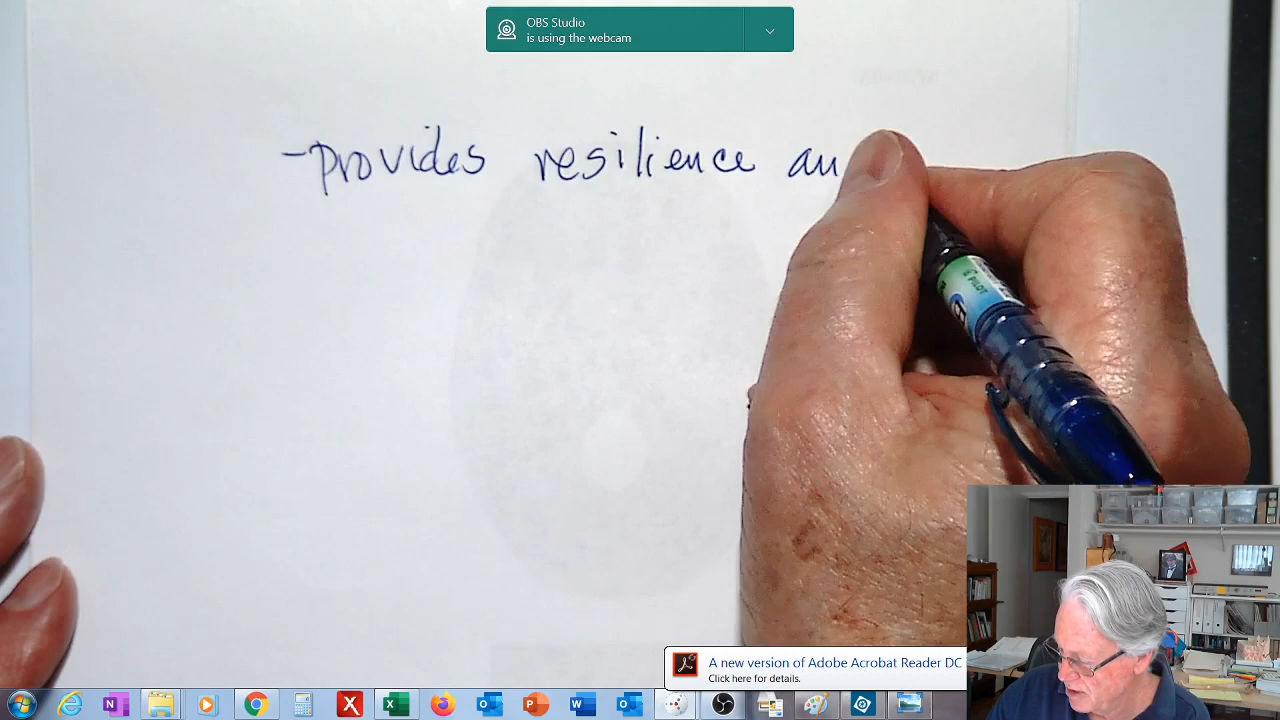 OBS Studio
is using the webcam
-provides resilience an
PILOT
A new version of Adobe Acrobat Reader DC
Click here for details.